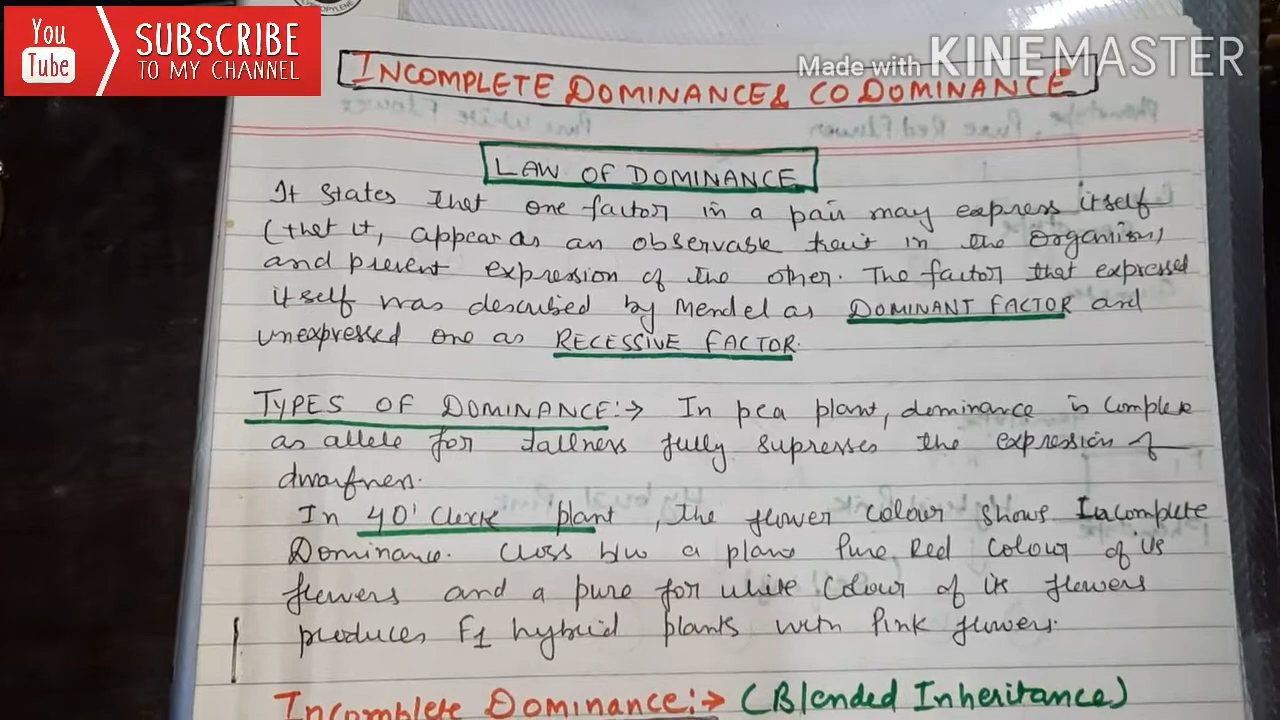 You Tube
SUBSCRIBE
TO MY CHANNEL
Made with KINEMASTER
INCOMPLETE DOMINANCE & CO DOMINANCE
LAW OF DOMINANCE
It states that one factor in a pair may express itself
(thet it, appear as an observable trait in the organism)
and prevent expression of the other. The factor that expressed
itself was described by Mendel as DOMINANT FACTOR and
unexpressed one as RECESSIVE FACTOR.
TYPES OF DOMINANCE:→ In pea plant, dominance is complete
as allele for tallness fully supresses the expression of
dwarfness.
In 4O' Clock plant, the flower colour shows Incomplete
Dominance. Cross b/w a plant Pure Red colour of its
flowers and a pure for white colour of its flowers
produces F1 hybrid plants with Pink flowers.
Incomplete Dominance:→ (Blended Inheritance)